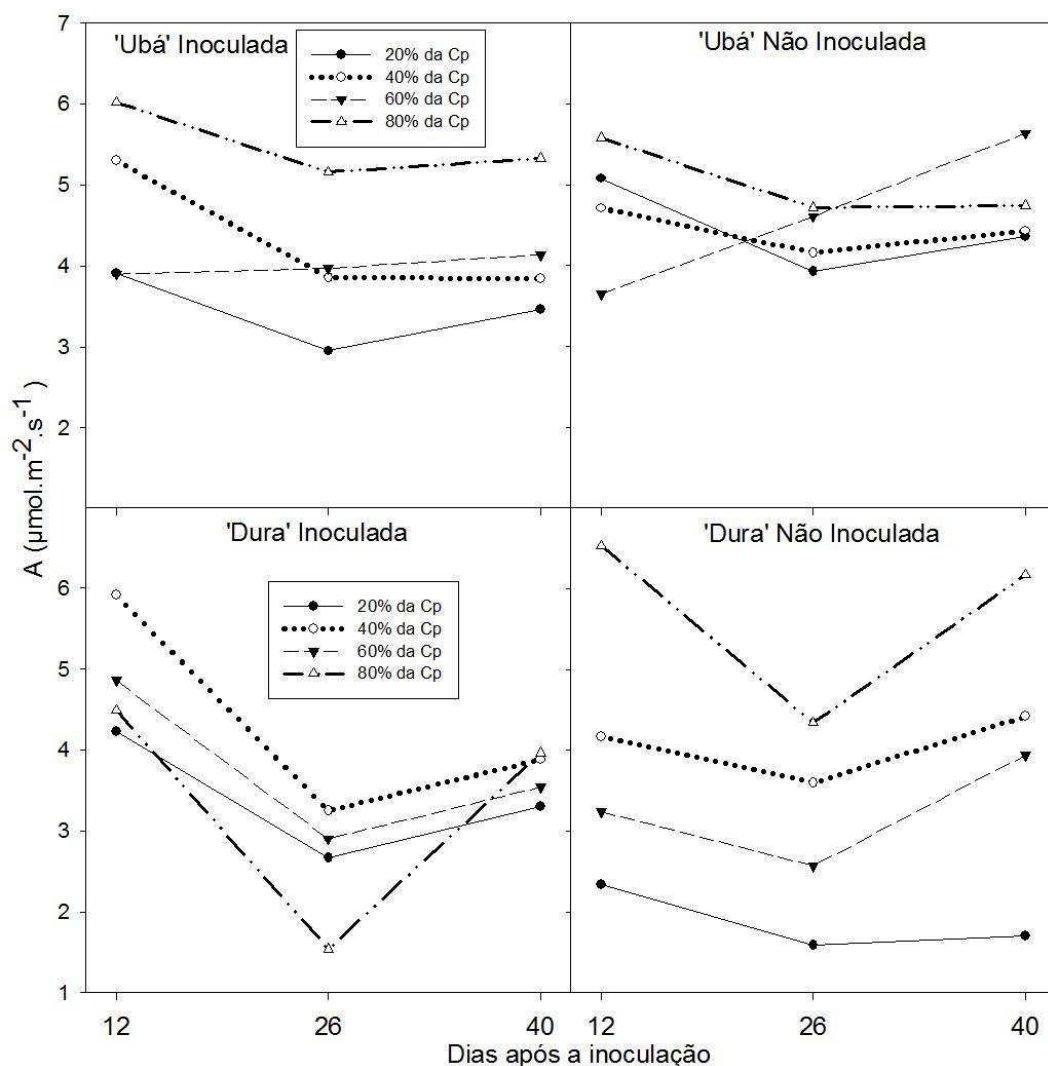 A (µmol.m-2.s-1 )
7
6
5
4
3
2
'Ubá' Inoculada
20% da Cp
40% da Cp
60% da Cp
80% da Cp
'Ubá' Não Inoculada
6
5
4
3
2
1
'Dura' Inoculada
20% da Cp
40% da Cp
60% da Cp
80% da Cp
'Dura' Não Inoculada
12 26 40 12 26 40
Dias após a inoculação